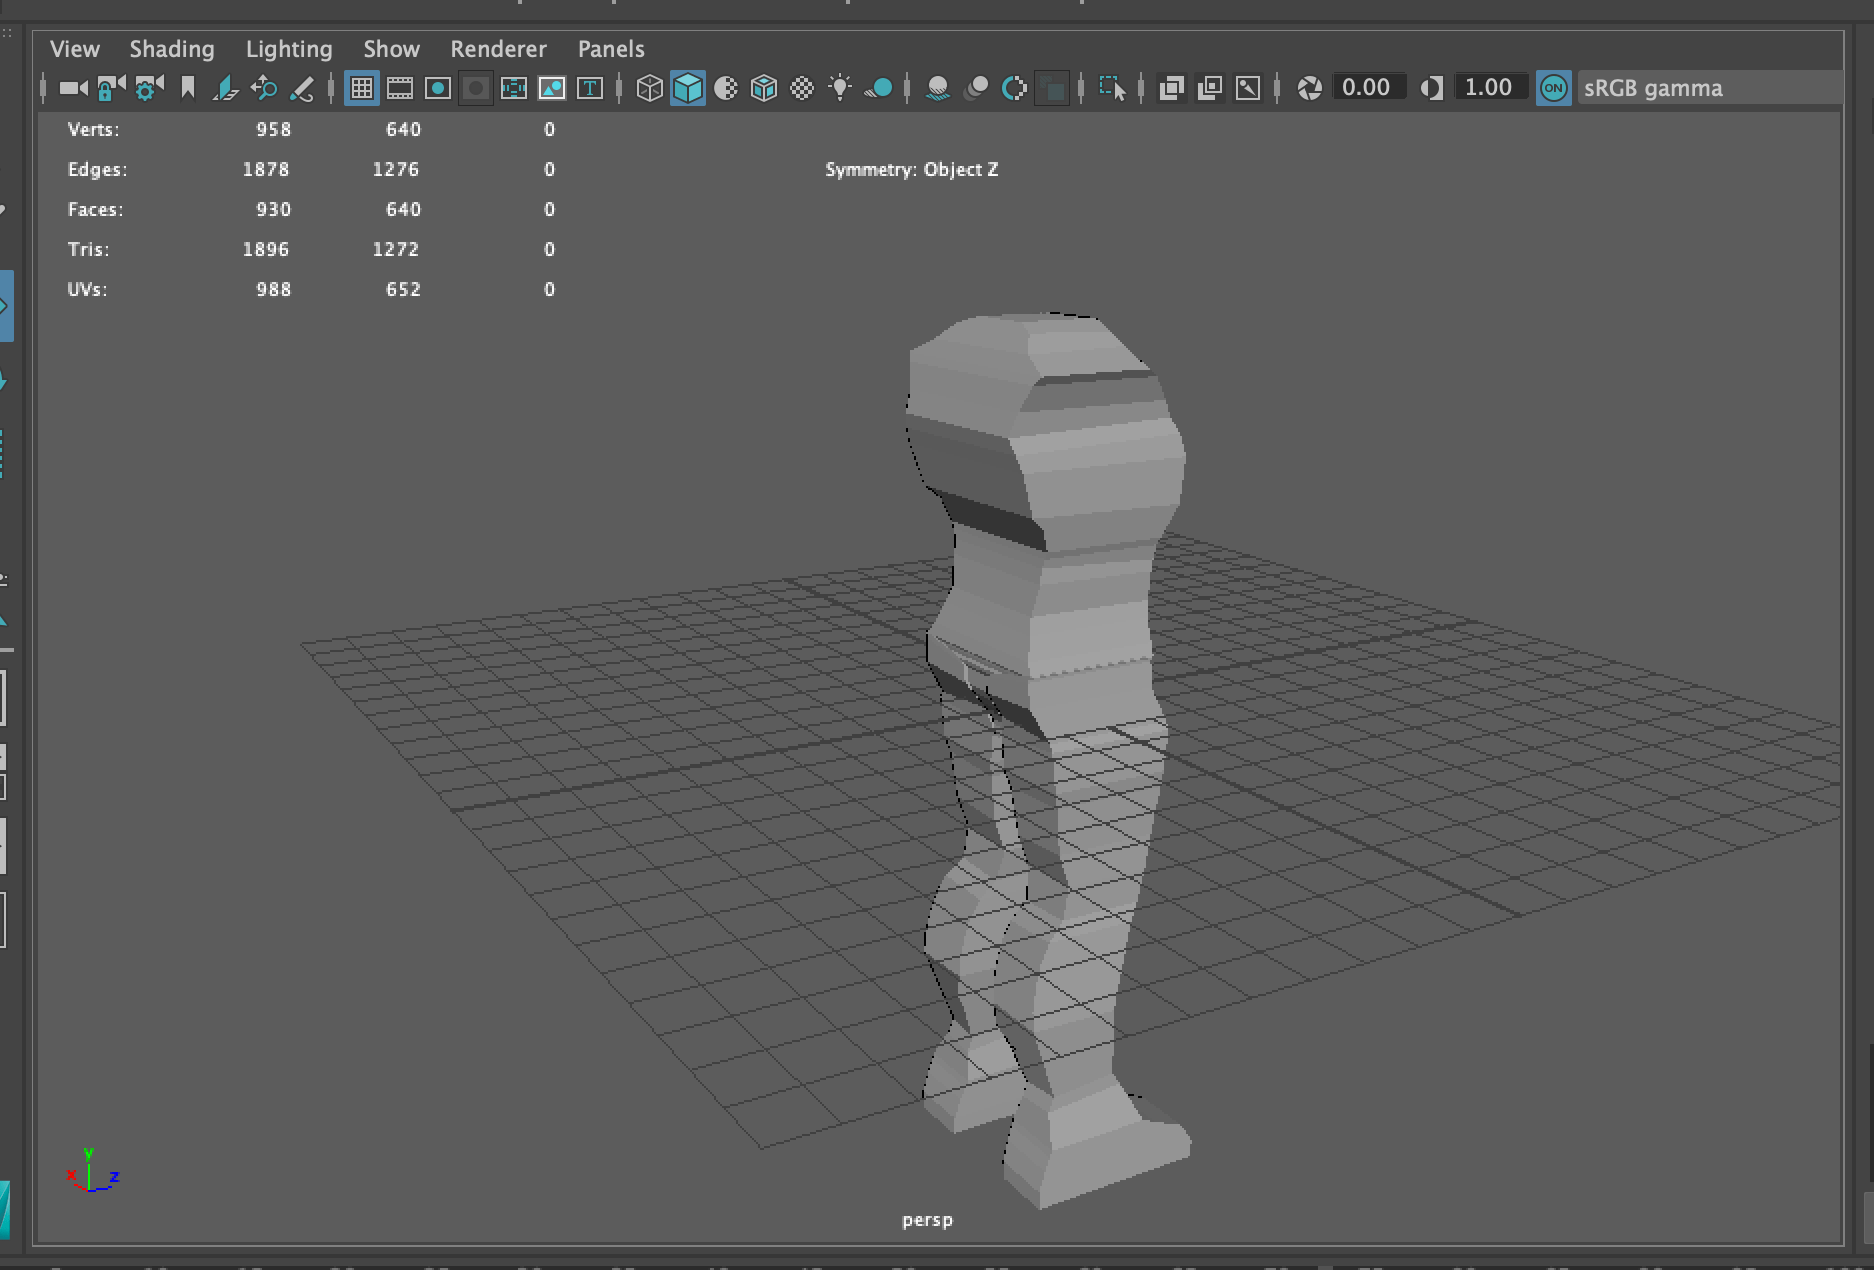 View Shading Lighting Show Renderer Panels
T 0.00 1.00 ON sRGB gamma
Verts: 958 640 0
Edges: 1878 1276 0
Symmetry: Object Z
Faces: 930 640 0
Tris: 1896 1272 0
UVs: 988 652 0
y
x z
persp